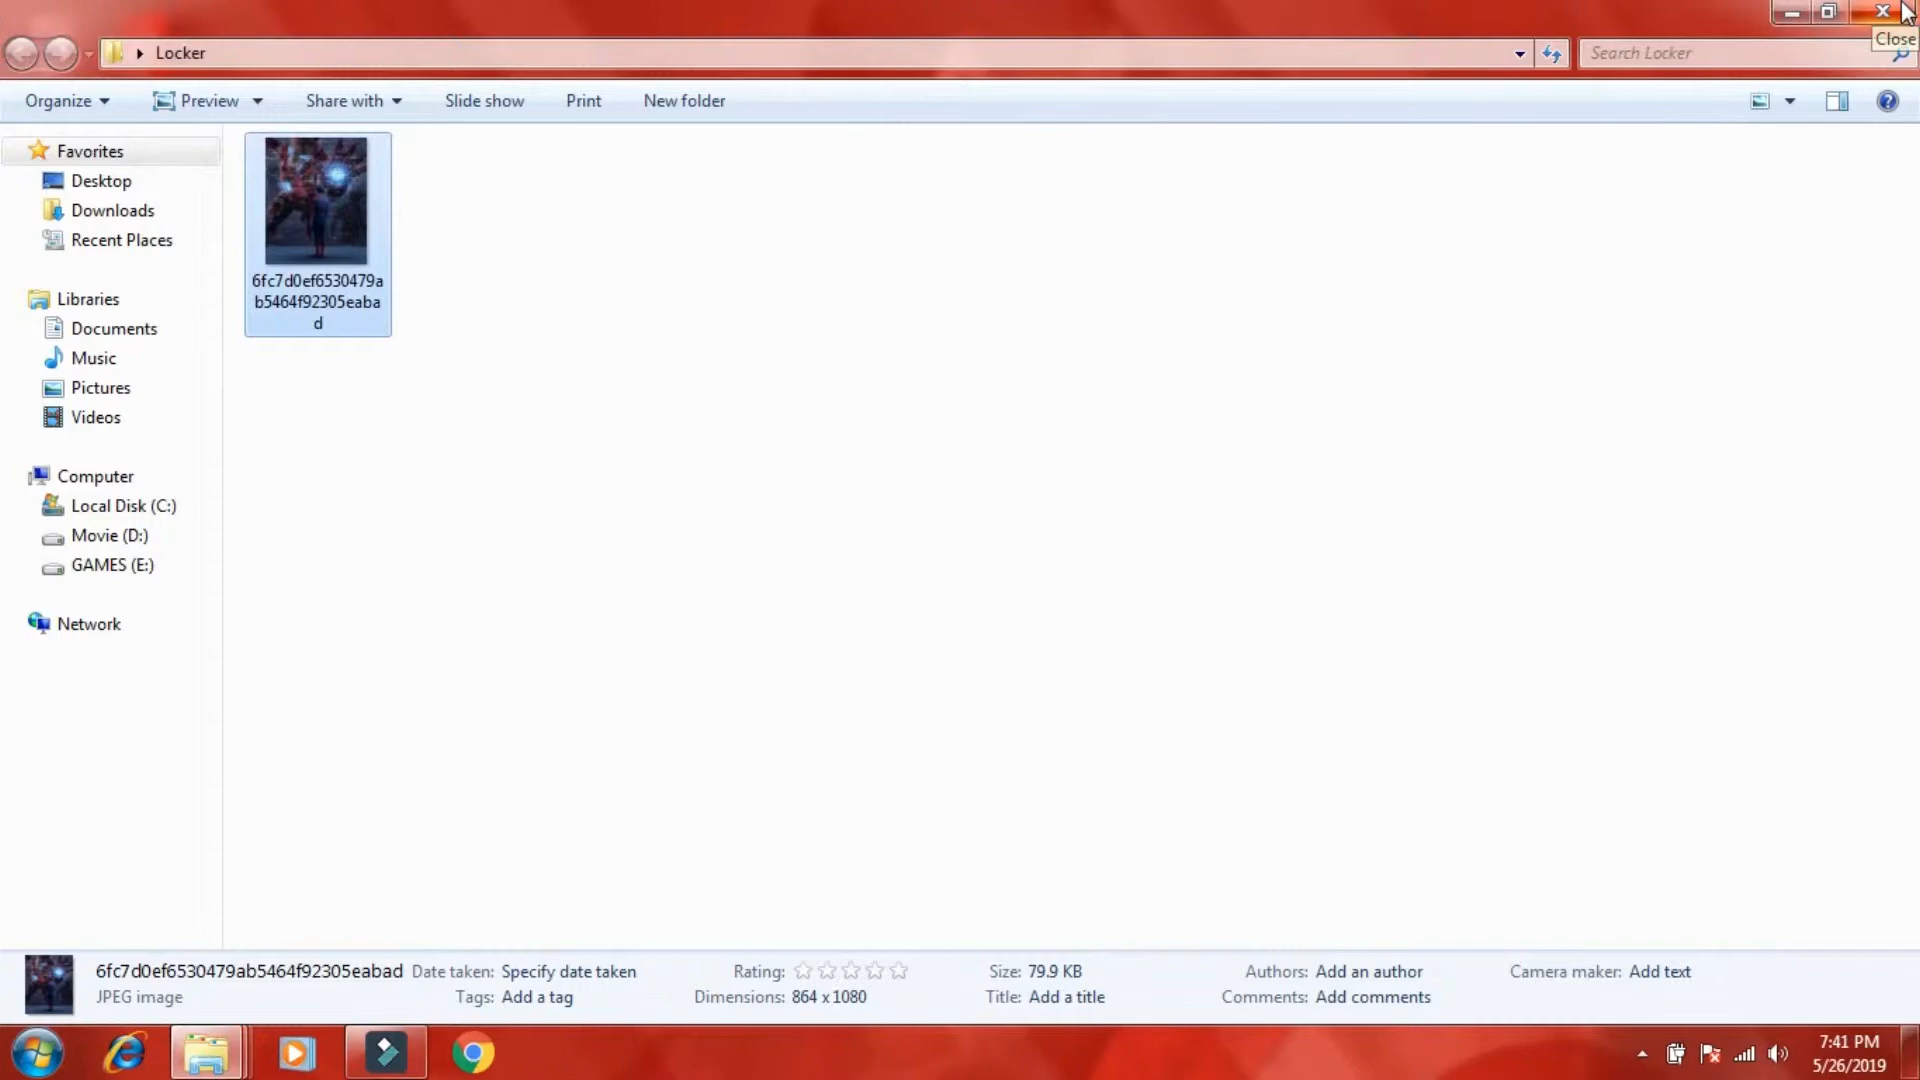 Close
Locker
Search Locker
Organize
Preview
Share with
Slide show
Print
New folder
Favorites
Desktop
Downloads
Recent Places
Libraries
Documents
Music
Pictures
Videos
Computer
Local Disk (C:)
Movie (D:)
GAMES (E:)
Network
6fc7d0ef6530479a
b5464f92305eaba
d
6fc7d0ef6530479ab5464f92305eabad Date taken: Specify date taken Rating: Size: 79.9 KB Authors: Add an author Camera maker: Add text
JPEG image Tags: Add a tag Dimensions: 864 x 1080 Title: Add a title Comments: Add comments
7:41 PM
5/26/2019